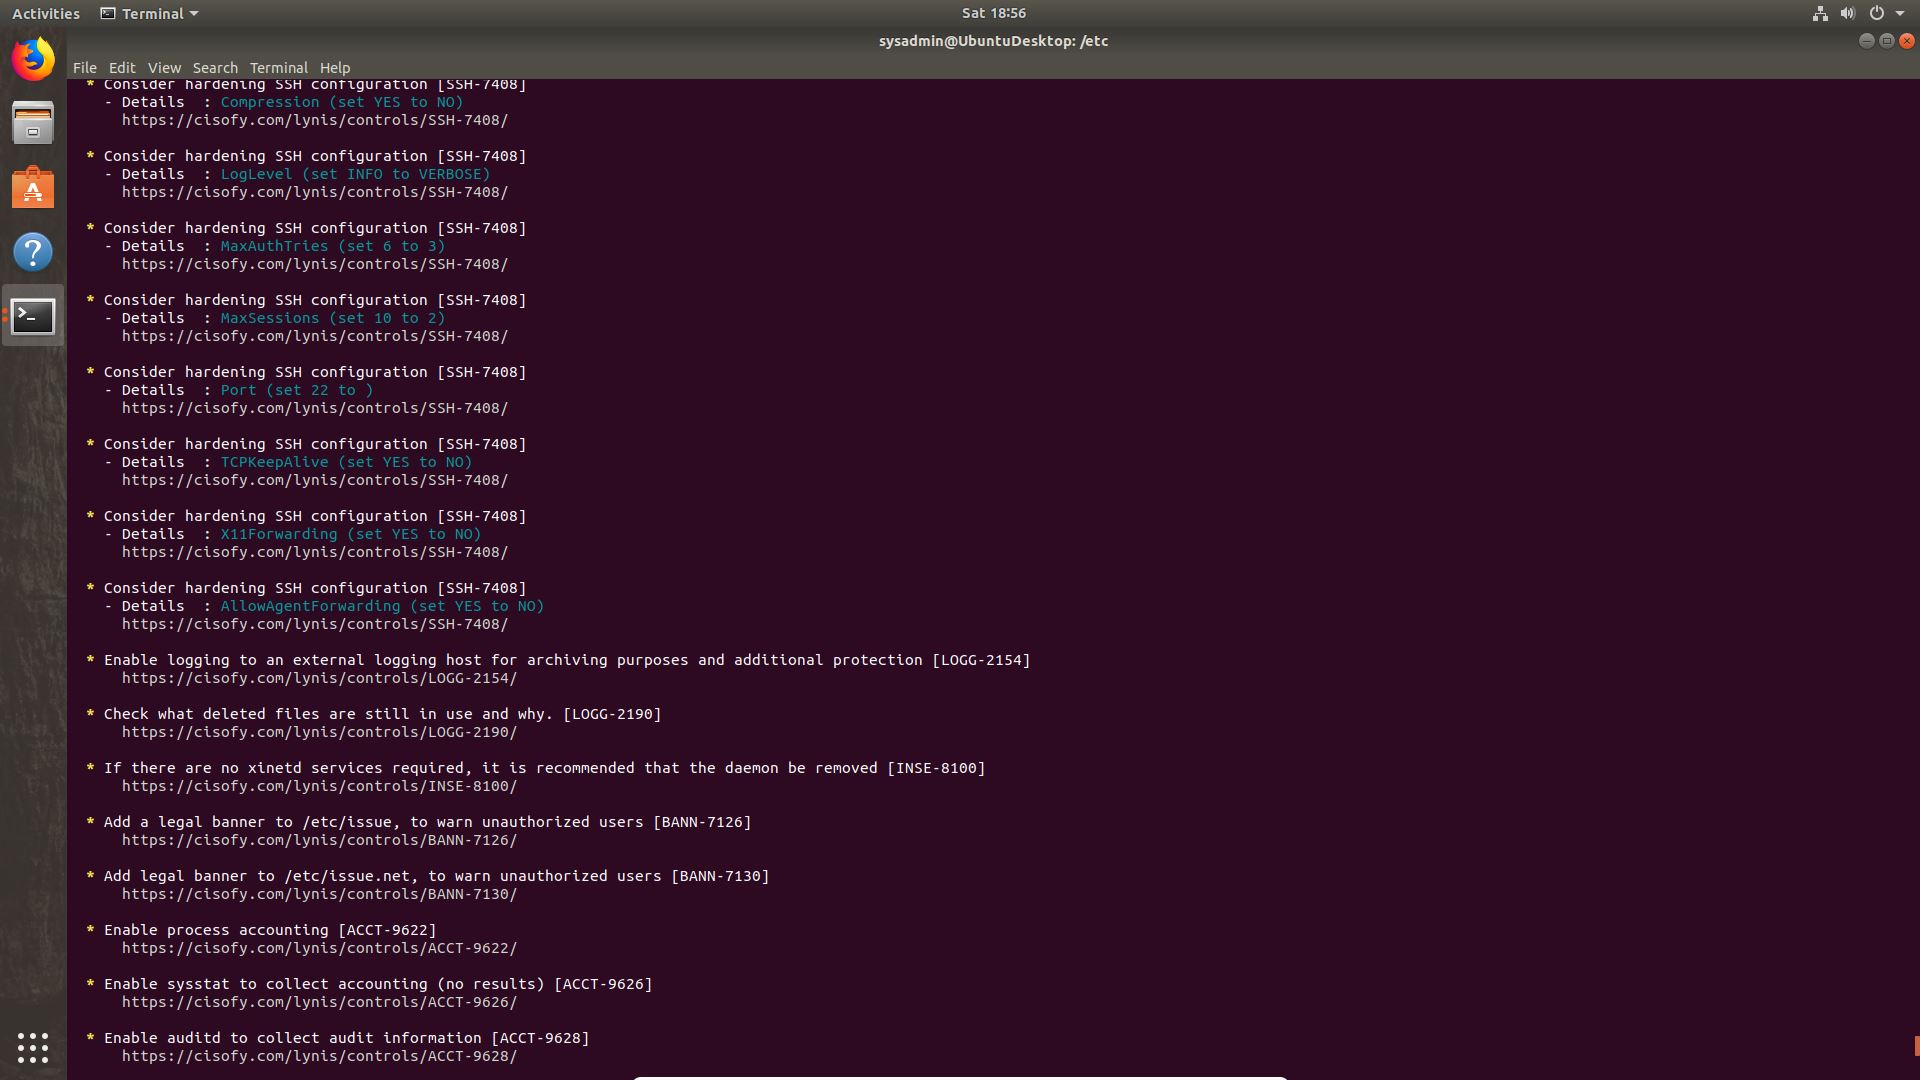 Activities Terminal Sat 18:56
sysadmin@UbuntuDesktop: /etc
File Edit View Search Terminal Help
* Consider hardening SSH configuration [SSH-7408]
- Details : Compression (set YES to NO)
https://cisofy.com/lynis/controls/SSH-7408/
* Consider hardening SSH configuration [SSH-7408]
- Details : LogLevel (set INFO to VERBOSE)
https://cisofy.com/lynis/controls/SSH-7408/
* Consider hardening SSH configuration [SSH-7408]
- Details : MaxAuthTries (set 6 to 3)
https://cisofy.com/lynis/controls/SSH-7408/
* Consider hardening SSH configuration [SSH-7408]
- Details : MaxSessions (set 10 to 2)
https://cisofy.com/lynis/controls/SSH-7408/
* Consider hardening SSH configuration [SSH-7408]
- Details : Port (set 22 to )
https://cisofy.com/lynis/controls/SSH-7408/
* Consider hardening SSH configuration [SSH-7408]
- Details : TCPKeepAlive (set YES to NO)
https://cisofy.com/lynis/controls/SSH-7408/
* Consider hardening SSH configuration [SSH-7408]
- Details : X11Forwarding (set YES to NO)
https://cisofy.com/lynis/controls/SSH-7408/
* Consider hardening SSH configuration [SSH-7408]
- Details : AllowAgentForwarding (set YES to NO)
https://cisofy.com/lynis/controls/SSH-7408/
* Enable logging to an external logging host for archiving purposes and additional protection [LOGG-2154]
https://cisofy.com/lynis/controls/LOGG-2154/
* Check what deleted files are still in use and why. [LOGG-2190]
https://cisofy.com/lynis/controls/LOGG-2190/
* If there are no xinetd services required, it is recommended that the daemon be removed [INSE-8100]
https://cisofy.com/lynis/controls/INSE-8100/
* Add a legal banner to /etc/issue, to warn unauthorized users [BANN-7126]
https://cisofy.com/lynis/controls/BANN-7126/
* Add legal banner to /etc/issue.net, to warn unauthorized users [BANN-7130]
https://cisofy.com/lynis/controls/BANN-7130/
* Enable process accounting [ACCT-9622]
https://cisofy.com/lynis/controls/ACCT-9622/
* Enable sysstat to collect accounting (no results) [ACCT-9626]
https://cisofy.com/lynis/controls/ACCT-9626/
* Enable auditd to collect audit information [ACCT-9628]
https://cisofy.com/lynis/controls/ACCT-9628/